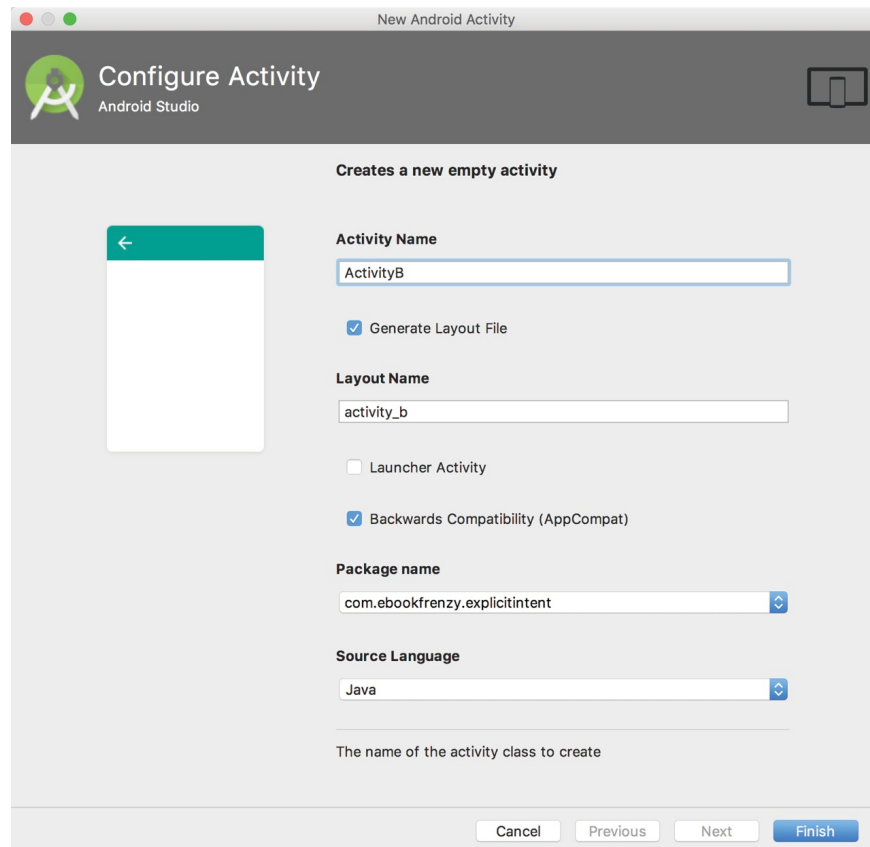 New Android Activity
Configure Activity
Android Studio
Creates a new empty activity
Activity Name
ActivityB
Generate Layout File
Layout Name
activity_b
Launcher Activity
Backwards Compatibility (AppCompat)
Package name
com.ebookfrenzy.explicitintent
Source Language
Java
The name of the activity class to create
Cancel Previous Next Finish